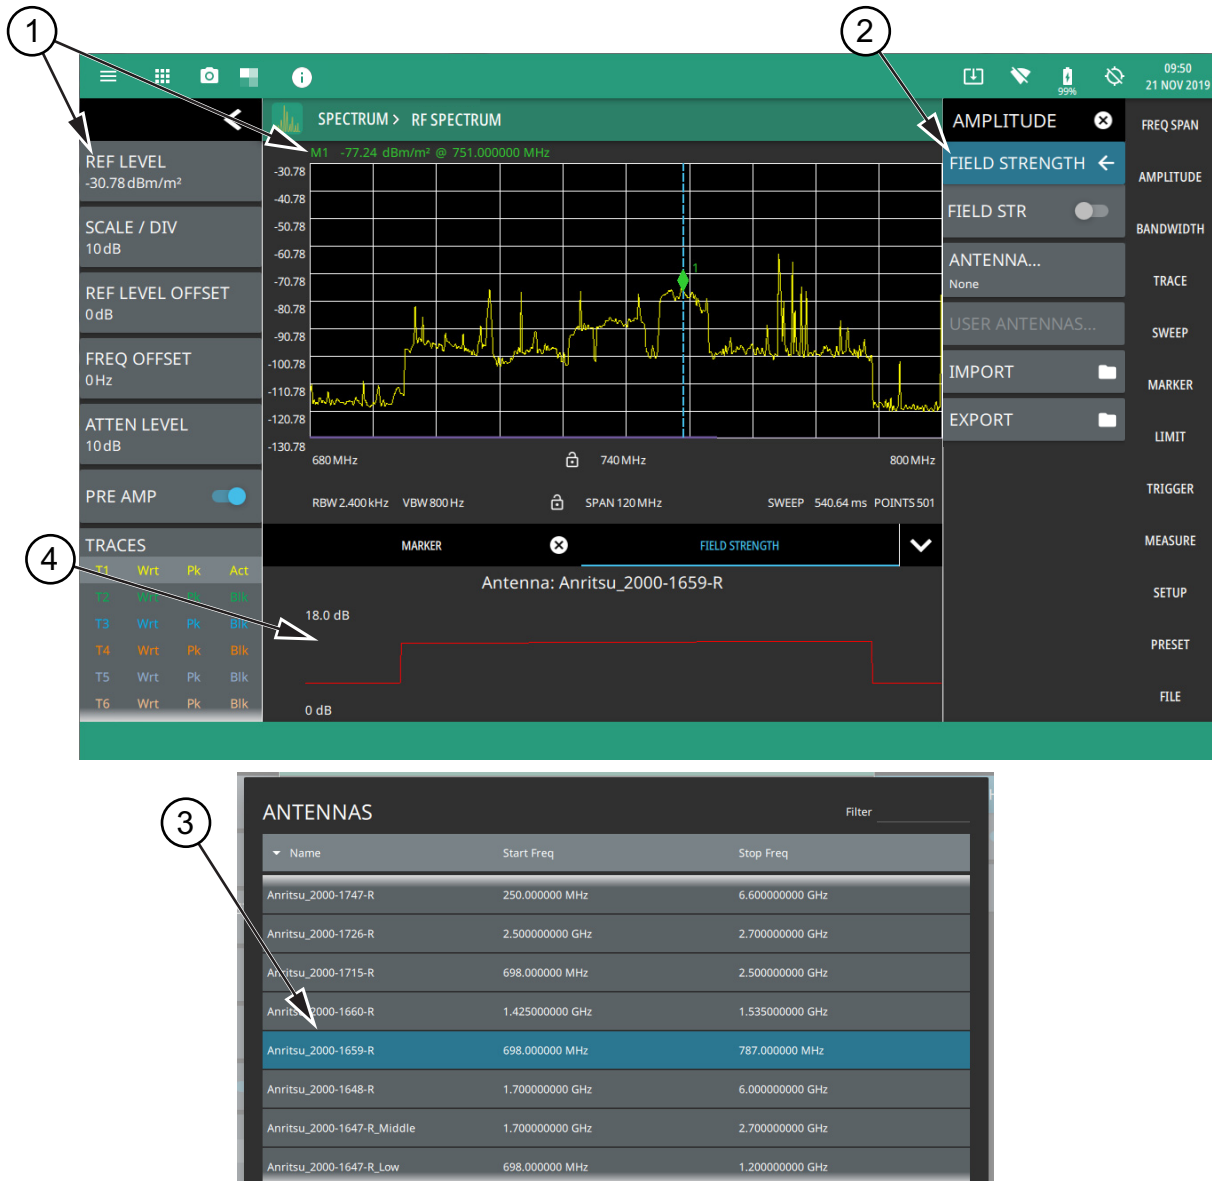 1
2
09:50
99%
21 NOV 2019
SPECTRUM > RF SPECTRUM
AMPLITUDE
FREQ SPAN
M1 -77.24 dBm/m² @ 751.000000 MHz
REF LEVEL
-30.78 dBm/m²
SCALE / DIV
10 dB
REF LEVEL OFFSET
0 dB
FREQ OFFSET
0 Hz
ATTEN LEVEL
10 dB
PRE AMP
TRACES
T1 Wrt Pk Act
T2 Wrt Pk Blk
T3 Wrt Pk Blk
T4 Wrt Pk Blk
T5 Wrt Pk Blk
T6 Wrt Pk Blk
-30.78
-40.78
-50.78
-60.78
-70.78
-80.78
-90.78
-100.78
-110.78
-120.78
-130.78
1
680 MHz 740 MHz 800 MHz
RBW 2.400 kHz VBW 800 Hz SPAN 120 MHz SWEEP 540.64 ms POINTS 501
MARKER FIELD STRENGTH
Antenna: Anritsu_2000-1659-R
18.0 dB
0 dB
FIELD STRENGTH
FIELD STR
ANTENNA...
None
USER ANTENNAS...
IMPORT
EXPORT
AMPLITUDE
BANDWIDTH
TRACE
SWEEP
MARKER
LIMIT
TRIGGER
MEASURE
SETUP
PRESET
FILE
4
3
ANTENNAS
Filter
Name Start Freq Stop Freq
Anritsu_2000-1747-R 250.000000 MHz 6.600000000 GHz
Anritsu_2000-1726-R 2.500000000 GHz 2.700000000 GHz
Anritsu_2000-1715-R 698.000000 MHz 2.500000000 GHz
Anritsu_2000-1660-R 1.425000000 GHz 1.535000000 GHz
Anritsu_2000-1659-R 698.000000 MHz 787.000000 MHz
Anritsu_2000-1648-R 1.700000000 GHz 6.000000000 GHz
Anritsu_2000-1647-R_Middle 1.700000000 GHz 2.700000000 GHz
Anritsu_2000-1647-R_Low 698.000000 MHz 1.200000000 GHz